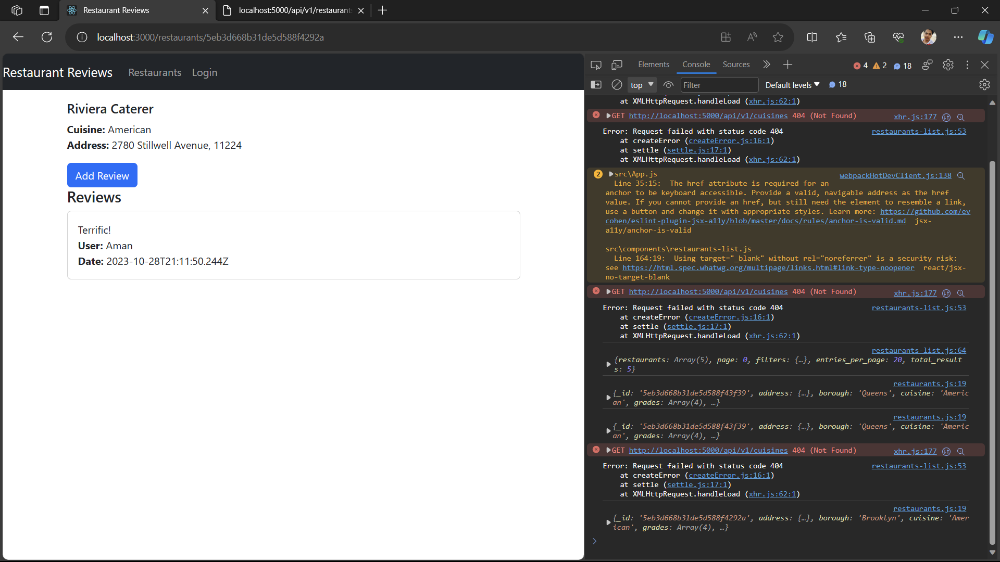 Restaurant Reviews
localhost:5000/api/v1/restaurant
localhost:3000/restaurants/5eb3d668b31de5d588f4292a
Restaurant Reviews Restaurants Login
Riviera Caterer
Cuisine: American
Address: 2780 Stillwell Avenue, 11224
Add Review
Reviews
Terrific!
User: Aman
Date: 2023-10-28T21:11:50.244Z
Elements Console Sources 4 2 18
top Filter Default levels 18
at XMLHttpRequest.handleLoad (xhr.js:62:1)
GET http://localhost:5000/api/v1/cuisines 404 (Not Found) xhr.js:177
Error: Request failed with status code 404 restaurants-list.js:53
at createError (createError.js:16:1)
at settle (settle.js:17:1)
at XMLHttpRequest.handleLoad (xhr.js:62:1)
2 src\App.js webpackHotDevClient.js:138
Line 35:15: The href attribute is required for an
anchor to be keyboard accessible. Provide a valid, navigable address as the href
value. If you cannot provide an href, but still need the element to resemble a link,
use a button and change it with appropriate styles. Learn more: https://github.com/ev
cohen/eslint-plugin-jsx-a11y/blob/master/docs/rules/anchor-is-valid.md jsx-
a11y/anchor-is-valid
src\components\restaurants-list.js
Line 164:19: Using target="_blank" without rel="noreferrer" is a security risk:
see https://html.spec.whatwg.org/multipage/links.html#link-type-noopener react/jsx-
no-target-blank
GET http://localhost:5000/api/v1/cuisines 404 (Not Found) xhr.js:177
Error: Request failed with status code 404 restaurants-list.js:53
at createError (createError.js:16:1)
at settle (settle.js:17:1)
at XMLHttpRequest.handleLoad (xhr.js:62:1)
restaurants-list.js:64
{restaurants: Array(5), page: 0, filters: {…}, entries_per_page: 20, total_result
s: 5}
restaurants.js:19
{_id: '5eb3d668b31de5d588f43f39', address: {…}, borough: 'Queens', cuisine: 'Americ
an', grades: Array(4), …}
restaurants.js:19
{_id: '5eb3d668b31de5d588f43f39', address: {…}, borough: 'Queens', cuisine: 'Americ
an', grades: Array(4), …}
GET http://localhost:5000/api/v1/cuisines 404 (Not Found) xhr.js:177
Error: Request failed with status code 404 restaurants-list.js:53
at createError (createError.js:16:1)
at settle (settle.js:17:1)
at XMLHttpRequest.handleLoad (xhr.js:62:1)
restaurants.js:19
{_id: '5eb3d668b31de5d588f4292a', address: {…}, borough: 'Brooklyn', cuisine: 'Amer
ican', grades: Array(4), …}